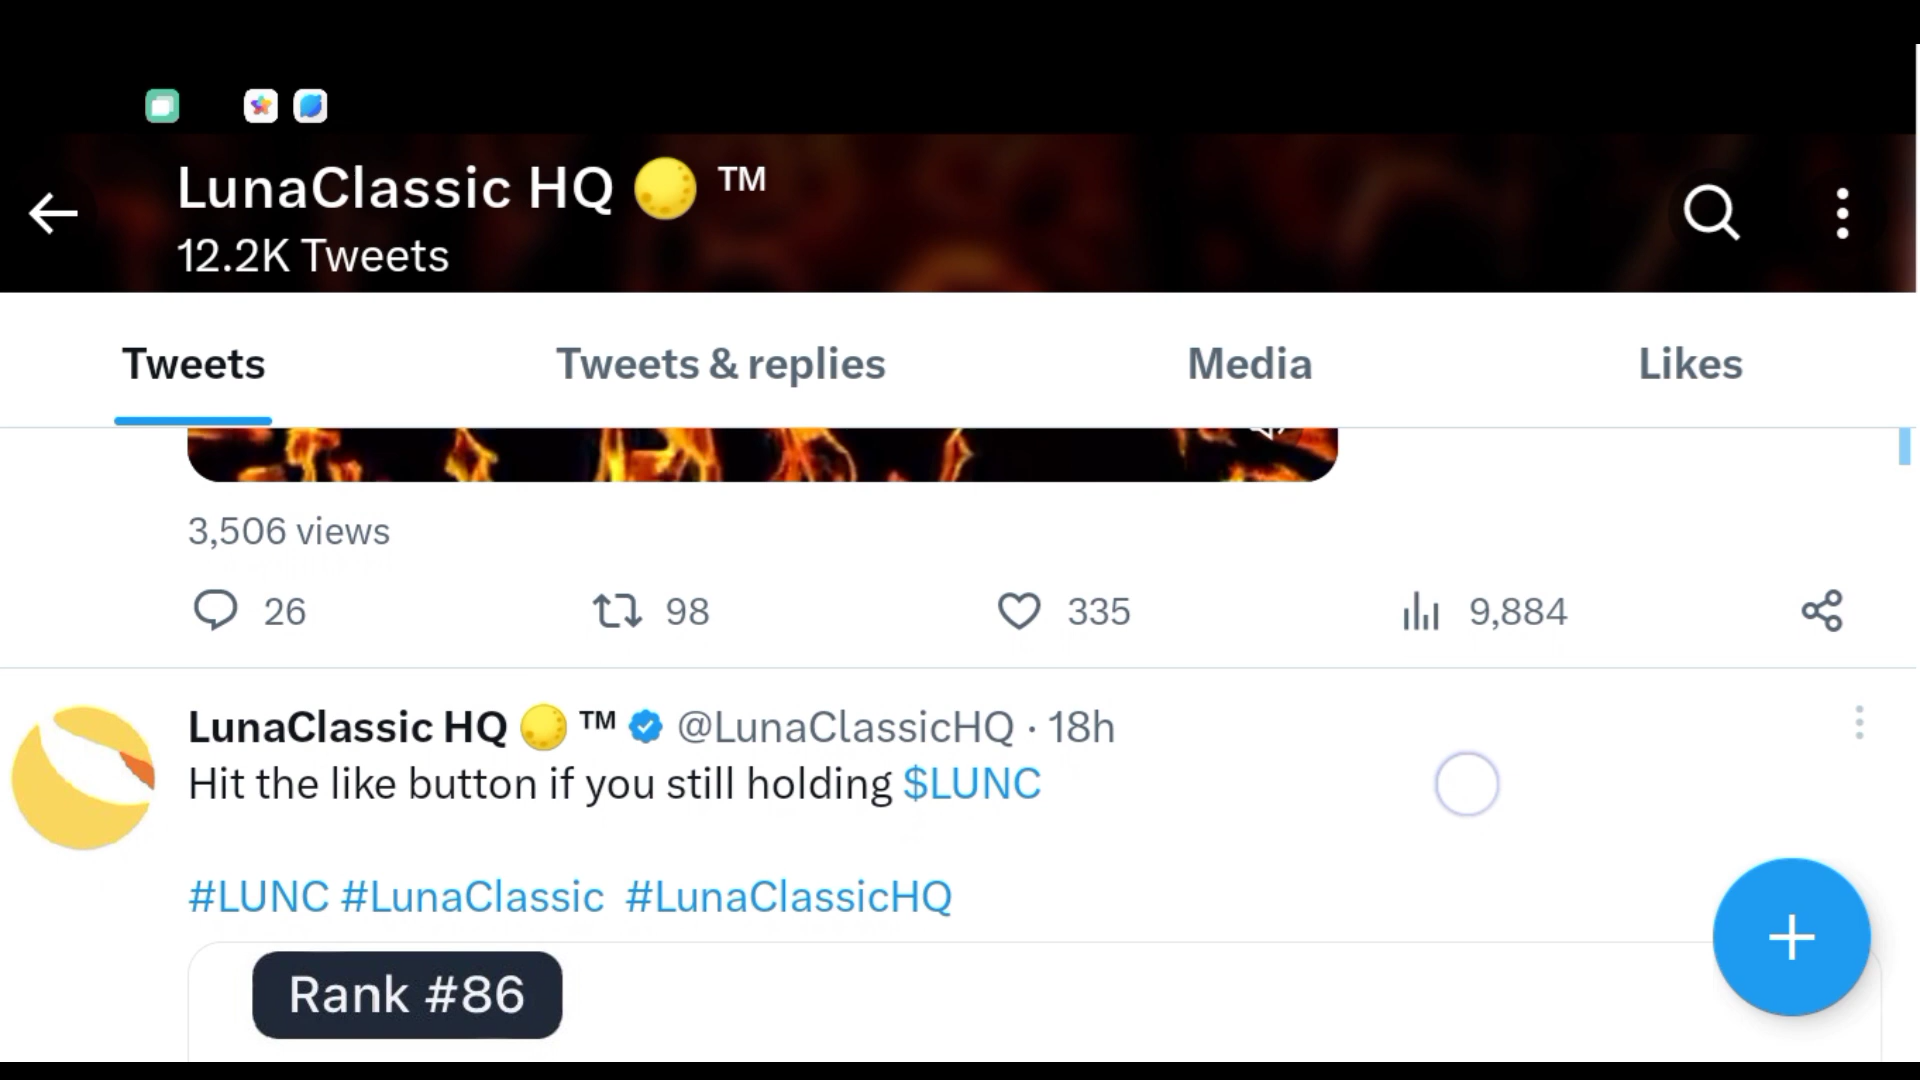 LunaClassic HQ 🌕 ™
12.2K Tweets
Tweets
Tweets & replies
Media
Likes
3,506 views
26
98
335
9,884
LunaClassic HQ 🌕 ™ @LunaClassicHQ · 18h
Hit the like button if you still holding $LUNC
#LUNC #LunaClassic #LunaClassicHQ
Rank #86